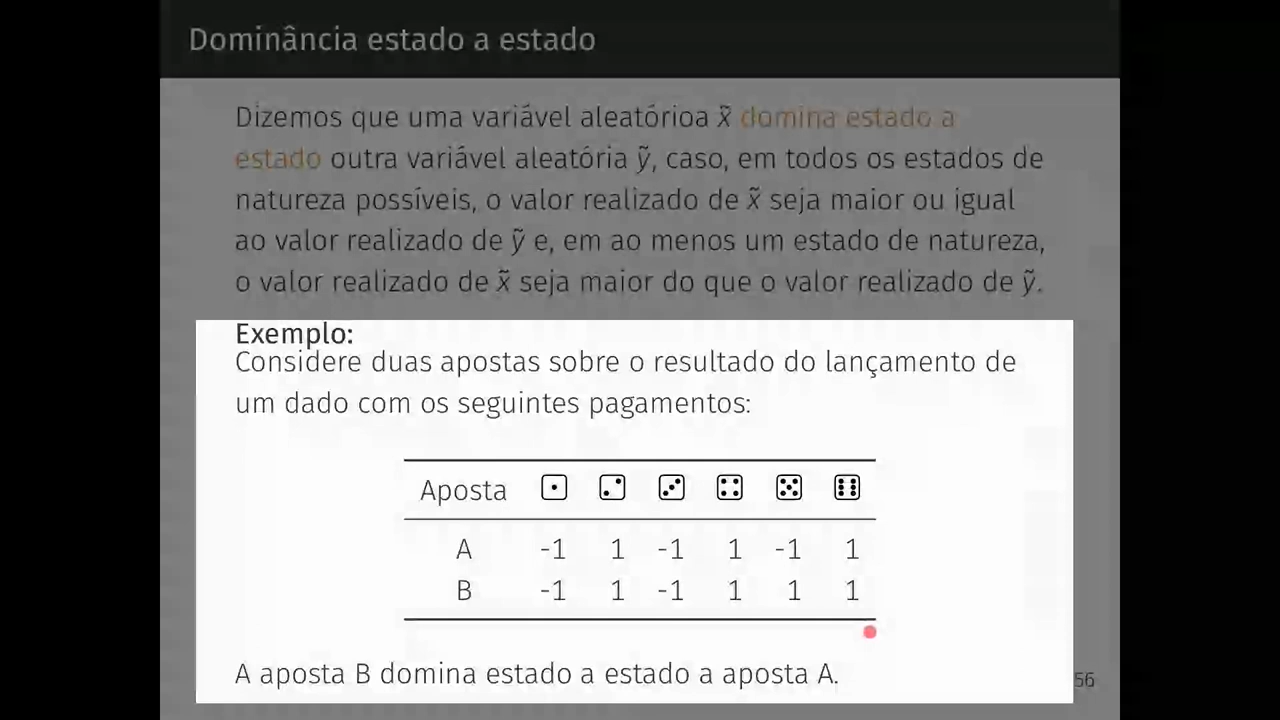 Dominância estado a estado
Dizemos que uma variável aleatórioa x̃ domina estado a
estado outra variável aleatória ỹ, caso, em todos os estados de
natureza possíveis, o valor realizado de x̃ seja maior ou igual
ao valor realizado de ỹ e, em ao menos um estado de natureza,
o valor realizado de x̃ seja maior do que o valor realizado de ỹ.
Exemplo:
Considere duas apostas sobre o resultado do lançamento de
um dado com os seguintes pagamentos:
Aposta ⚀ ⚁ ⚂ ⚃ ⚄ ⚅
A -1 1 -1 1 -1 1
B -1 1 -1 1 1 1
A aposta B domina estado a estado a aposta A.
56